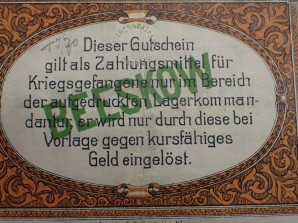 Dieser Gutschein
gilt als Zahlungsmittel für
Kriegsgefangene nur im Bereich
der aufgedruckten Lagerkomman-
dantur, er wird nur durch diese bei
Vorlage gegen kursfähiges
Geld eingelöst.
BEESKOW